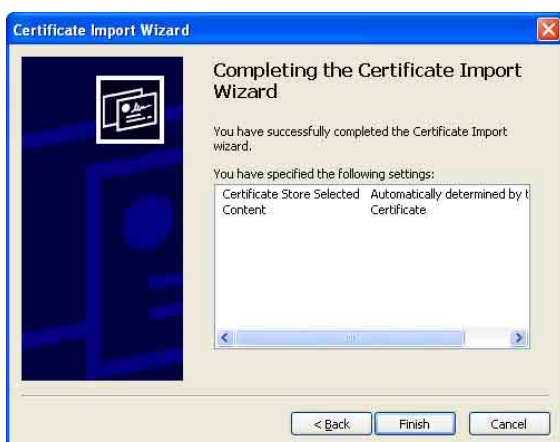 Certificate Import Wizard
Completing the Certificate Import
Wizard
You have successfully completed the Certificate Import
wizard.
You have specified the following settings:
Certificate Store Selected Automatically determined by t
Content Certificate
< Back Finish Cancel